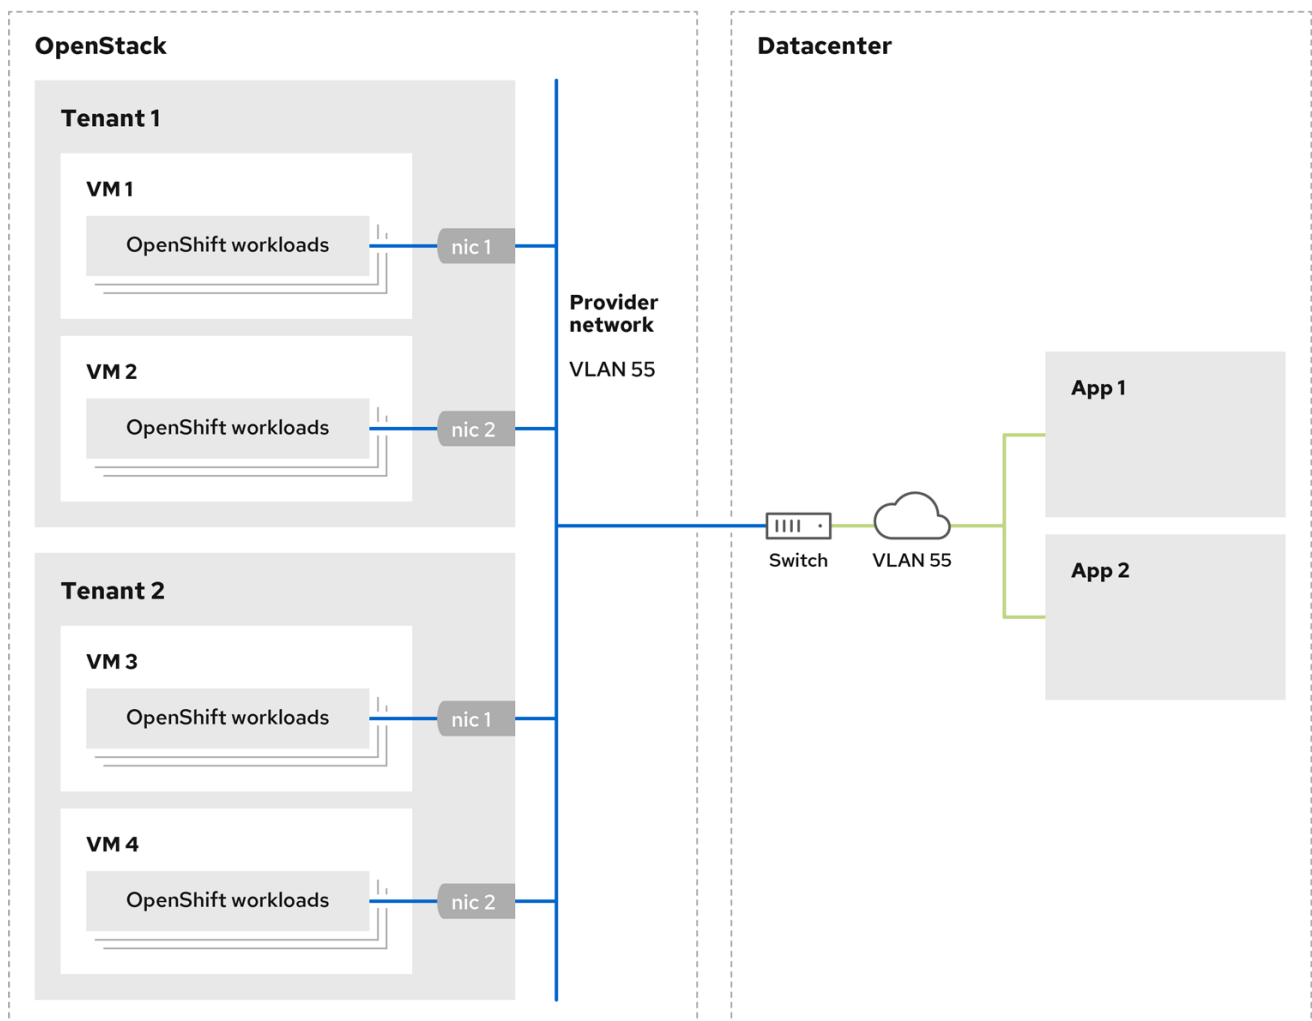 OpenStack
Tenant 1
VM 1
OpenShift workloads
nic 1
VM 2
OpenShift workloads
nic 2
Tenant 2
VM 3
OpenShift workloads
nic 1
VM 4
OpenShift workloads
nic 2
Provider
network
VLAN 55
Datacenter
Switch
VLAN 55
App 1
App 2